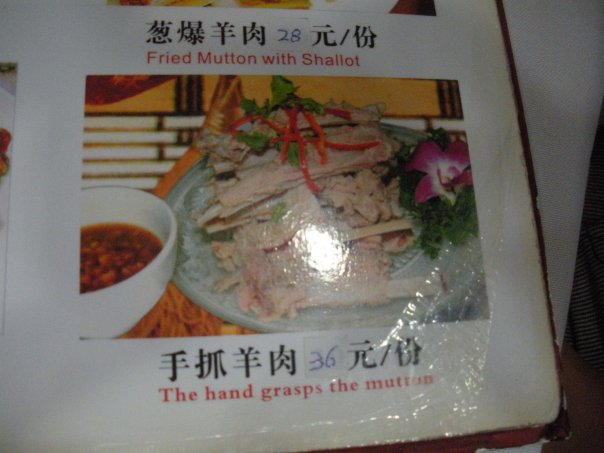 葱爆羊肉 28 元/份
Fried Mutton with Shallot
手抓羊肉 36 元/份
The hand grasps the mutton